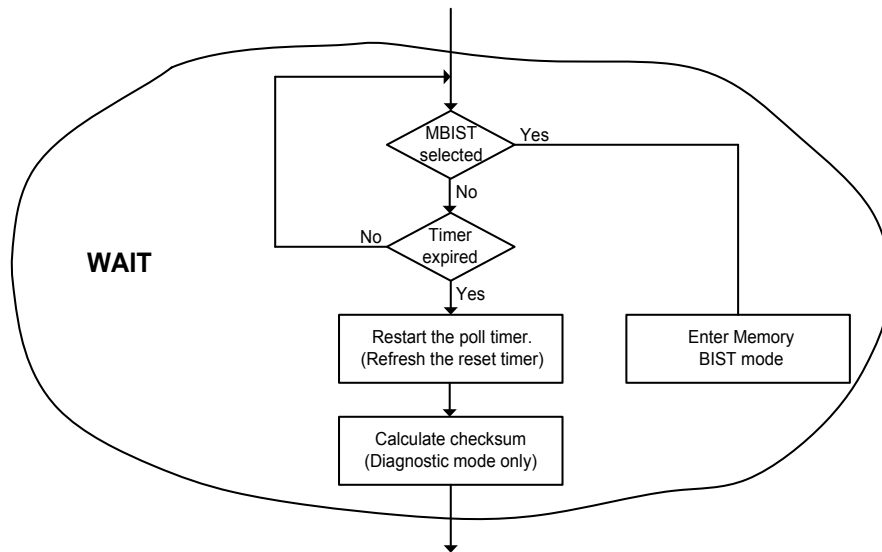 MBIST
selected
Yes
No
No
Timer
expired
WAIT
Yes
Restart the poll timer.
(Refresh the reset timer)
Enter Memory
BIST mode
Calculate checksum
(Diagnostic mode only)